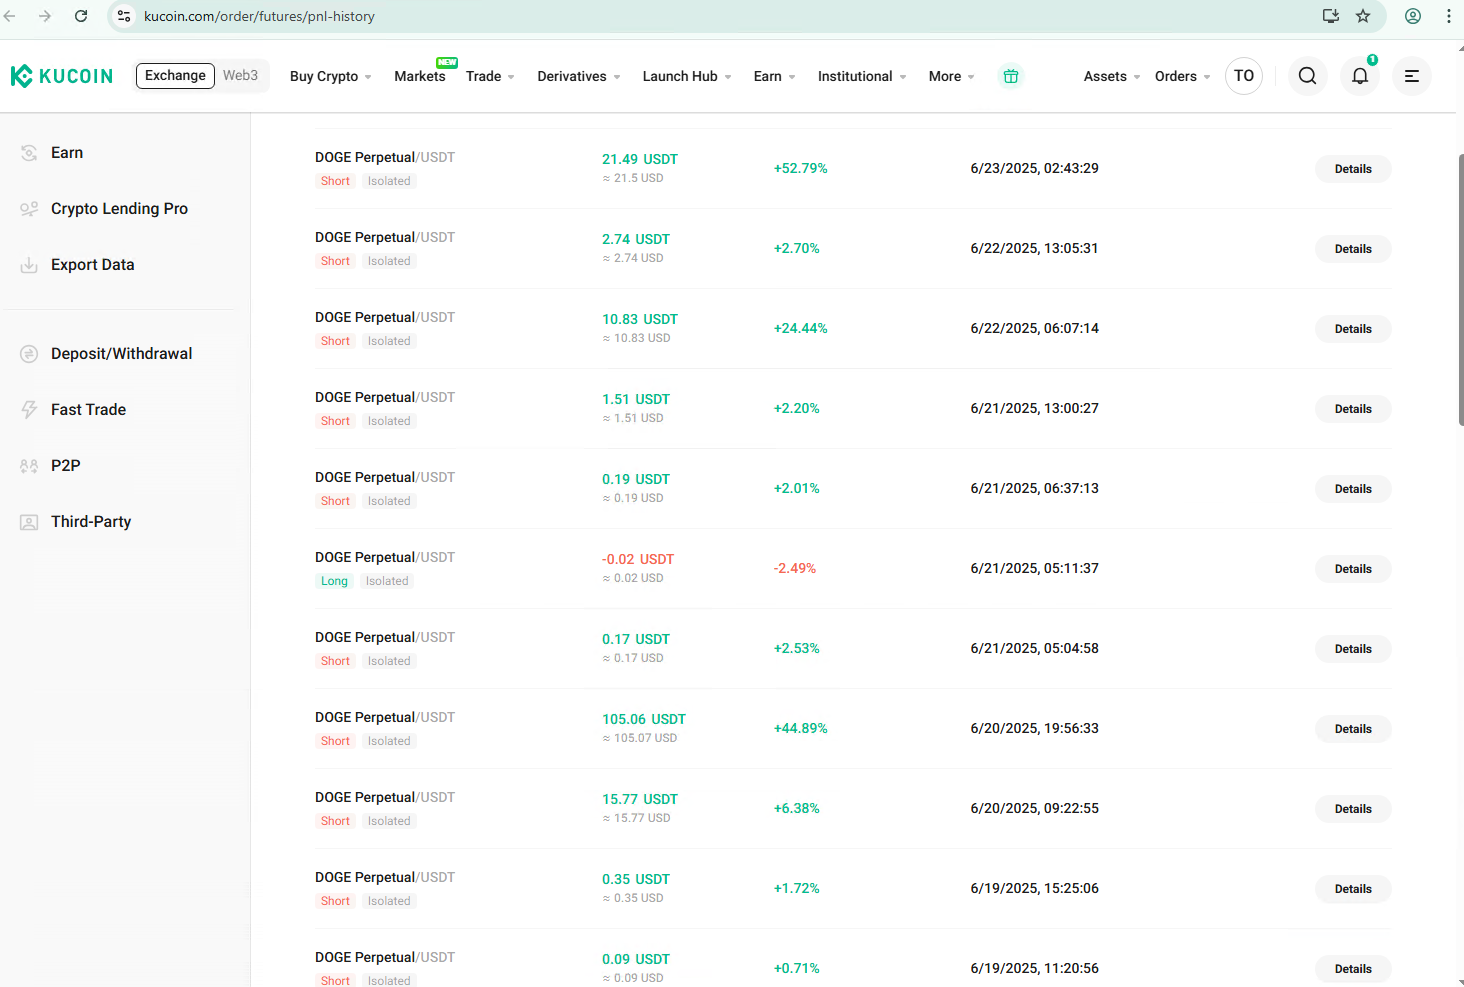 kucoin.com/order/futures/pnl-history
KUCOIN Exchange Web3 Buy Crypto Markets NEW Trade Derivatives Launch Hub Earn Institutional More Assets Orders TO 1
Earn
Crypto Lending Pro
Export Data
Deposit/Withdrawal
Fast Trade
P2P
Third-Party
DOGE Perpetual/USDT 21.49 USDT +52.79% 6/23/2025, 02:43:29 Details
Short Isolated ≈ 21.5 USD
DOGE Perpetual/USDT 2.74 USDT +2.70% 6/22/2025, 13:05:31 Details
Short Isolated ≈ 2.74 USD
DOGE Perpetual/USDT 10.83 USDT +24.44% 6/22/2025, 06:07:14 Details
Short Isolated ≈ 10.83 USD
DOGE Perpetual/USDT 1.51 USDT +2.20% 6/21/2025, 13:00:27 Details
Short Isolated ≈ 1.51 USD
DOGE Perpetual/USDT 0.19 USDT +2.01% 6/21/2025, 06:37:13 Details
Short Isolated ≈ 0.19 USD
DOGE Perpetual/USDT -0.02 USDT -2.49% 6/21/2025, 05:11:37 Details
Long Isolated ≈ 0.02 USD
DOGE Perpetual/USDT 0.17 USDT +2.53% 6/21/2025, 05:04:58 Details
Short Isolated ≈ 0.17 USD
DOGE Perpetual/USDT 105.06 USDT +44.89% 6/20/2025, 19:56:33 Details
Short Isolated ≈ 105.07 USD
DOGE Perpetual/USDT 15.77 USDT +6.38% 6/20/2025, 09:22:55 Details
Short Isolated ≈ 15.77 USD
DOGE Perpetual/USDT 0.35 USDT +1.72% 6/19/2025, 15:25:06 Details
Short Isolated ≈ 0.35 USD
DOGE Perpetual/USDT 0.09 USDT +0.71% 6/19/2025, 11:20:56 Details
Short Isolated ≈ 0.09 USD